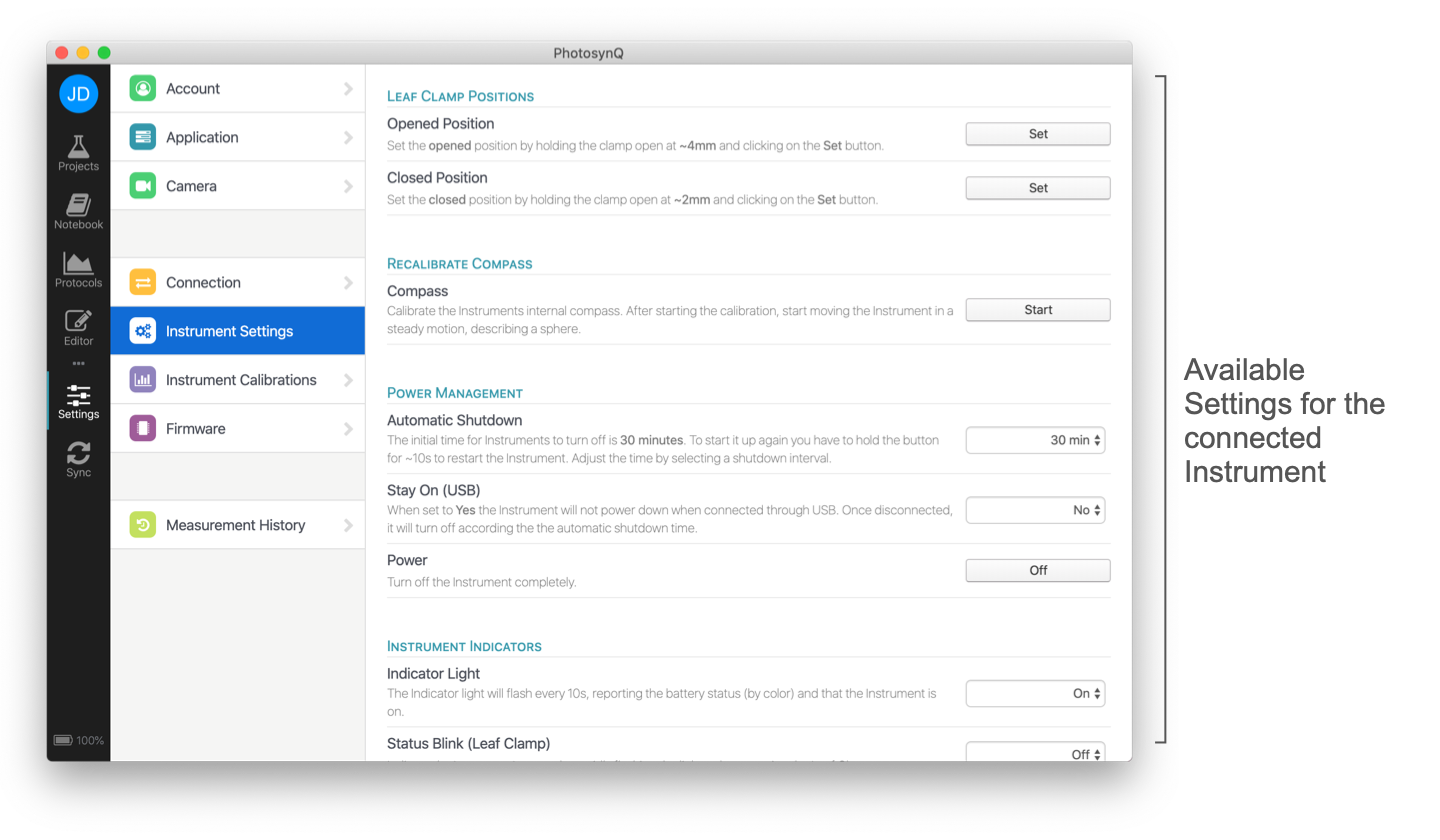 PhotosynQ
JD
Projects
Notebook
Protocols
Editor
Settings
Sync
100%
Account
Application
Camera
Connection
Instrument Settings
Instrument Calibrations
Firmware
Measurement History
LEAF CLAMP POSITIONS
Opened Position
Set the opened position by holding the clamp open at ~4mm and clicking on the Set button.
Set
Closed Position
Set the closed position by holding the clamp open at ~2mm and clicking on the Set button.
Set
RECALIBRATE COMPASS
Compass
Calibrate the Instruments internal compass. After starting the calibration, start moving the Instrument in a
steady motion, describing a sphere.
Start
POWER MANAGEMENT
Automatic Shutdown
The initial time for Instruments to turn off is 30 minutes. To start it up again you have to hold the button
for ~10s to restart the Instrument. Adjust the time by selecting a shutdown interval.
30 min
Stay On (USB)
When set to Yes the Instrument will not power down when connected through USB. Once disconnected,
it will turn off according the the automatic shutdown time.
No
Power
Turn off the Instrument completely.
Off
INSTRUMENT INDICATORS
Indicator Light
The Indicator light will flash every 10s, reporting the battery status (by color) and that the Instrument is
on.
On
Status Blink (Leaf Clamp)
Off
Available
Settings for the
connected
Instrument